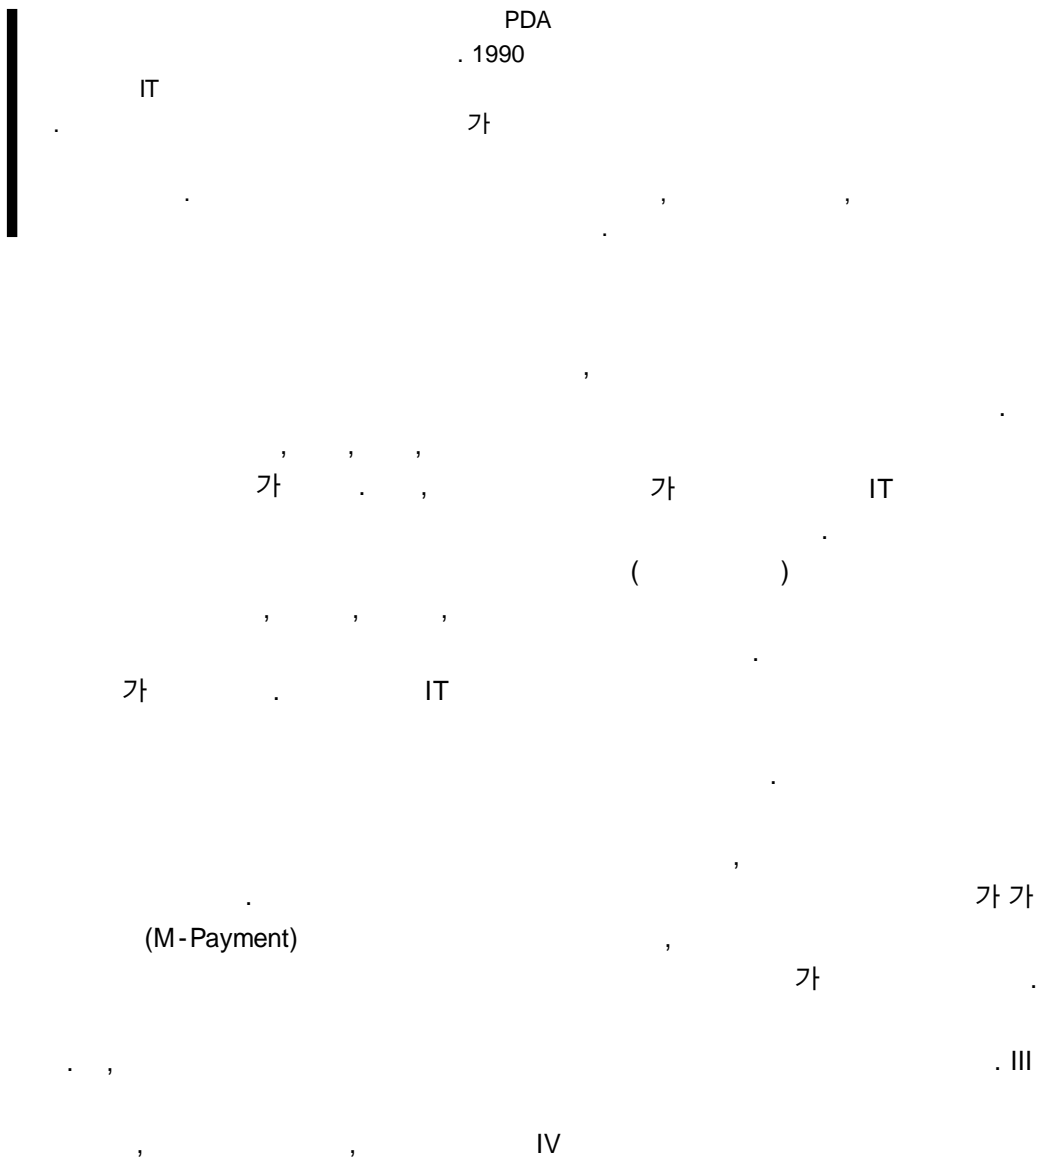 PDA
. 1990
IT
. 가
. , ,
.
,
.
, , ,
가 . , 가 IT
.
( )
, , ,
.
가 . IT
.
,
. 가 가
(M-Payment) ,
가 .
. , . III
, , IV